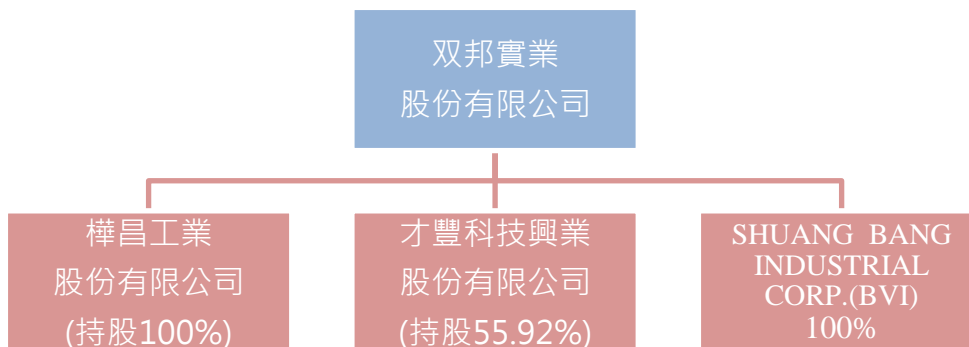 双邦實業
股份有限公司
樺昌工業
股份有限公司
(持股100%)
才豐科技興業
股份有限公司
(持股55.92%)
SHUANG BANG
INDUSTRIAL
CORP.(BVI)
100%